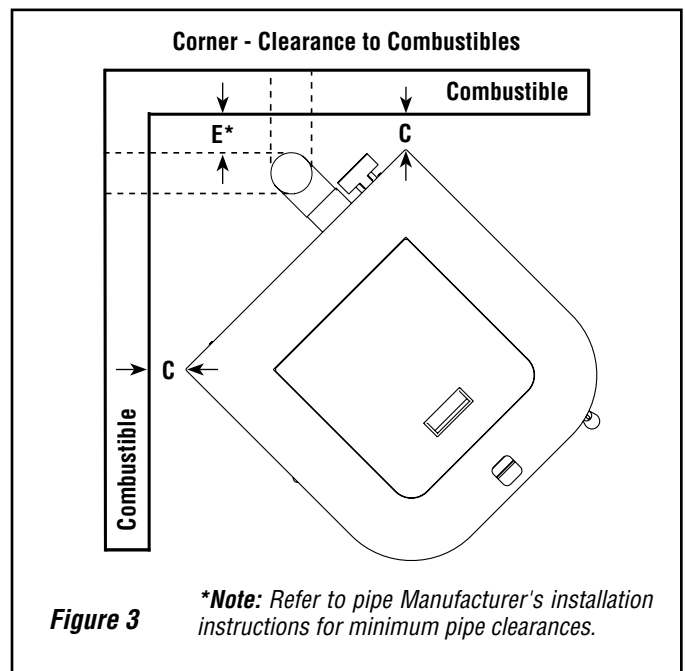 Corner - Clearance to Combustibles
Combustible
E*
C
C
Combustible
Figure 3
*Note: Refer to pipe Manufacturer's installation
instructions for minimum pipe clearances.